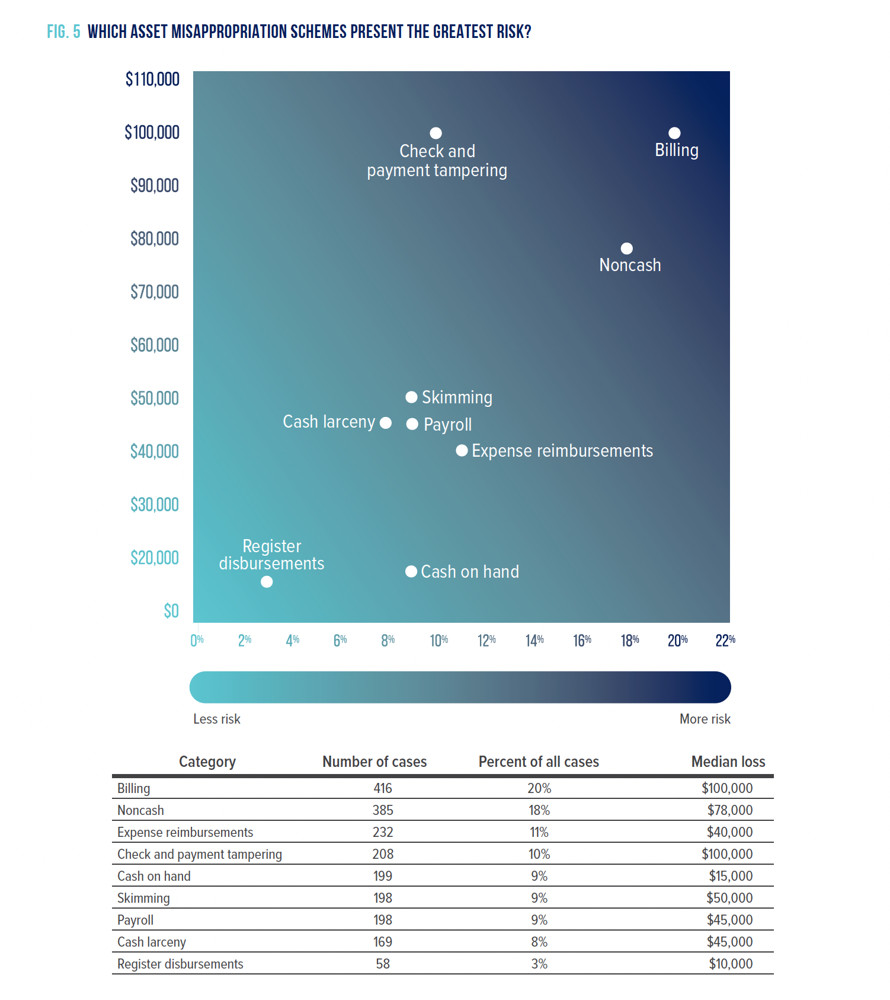 FIG. 5 WHICH ASSET MISAPPROPRIATION SCHEMES PRESENT THE GREATEST RISK?
$110,000
$100,000
$90,000
$80,000
$70,000
$60,000
$50,000
$40,000
$30,000
$20,000
$0
Check and
payment tampering
Billing
Noncash
Skimming
Cash larceny
Payroll
Expense reimbursements
Register
disbursements
Cash on hand
0% 2% 4% 6% 8% 10% 12% 14% 16% 18% 20% 22%
Less risk More risk
Category Number of cases Percent of all cases Median loss
Billing 416 20% $100,000
Noncash 385 18% $78,000
Expense reimbursements 232 11% $40,000
Check and payment tampering 208 10% $100,000
Cash on hand 199 9% $15,000
Skimming 198 9% $50,000
Payroll 198 9% $45,000
Cash larceny 169 8% $45,000
Register disbursements 58 3% $10,000